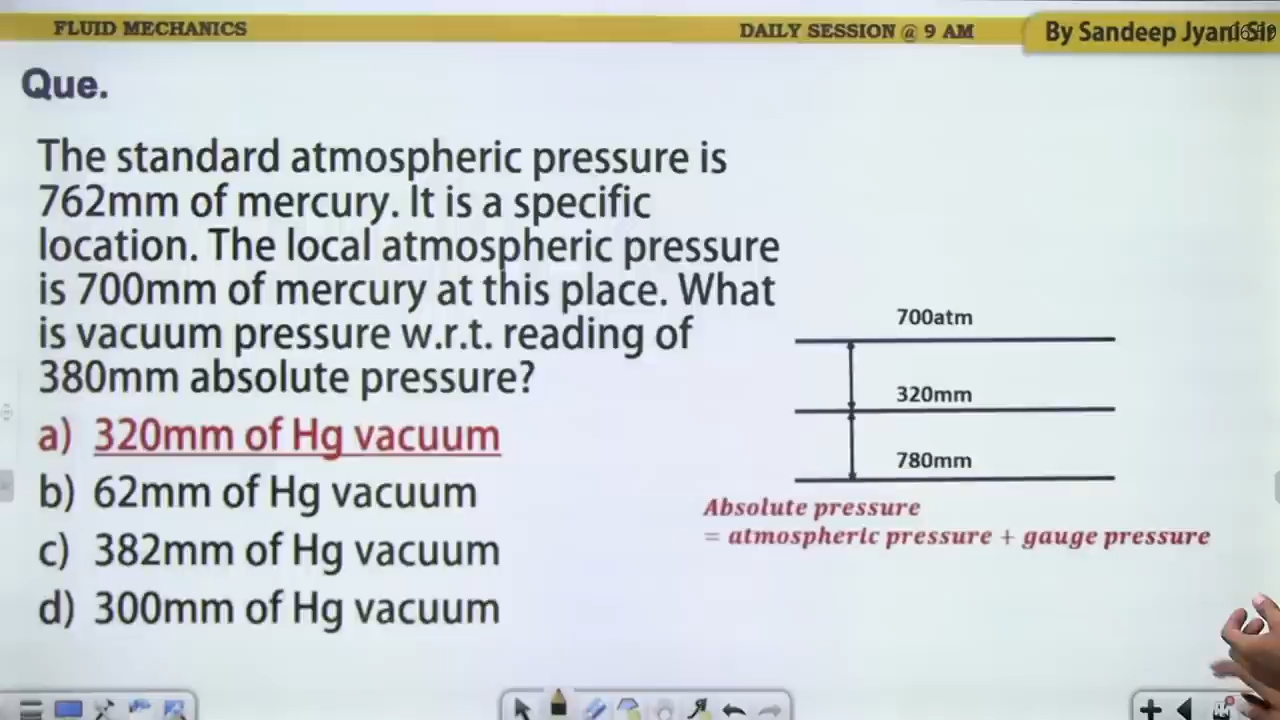 FLUID MECHANICS
DAILY SESSION @ 9 AM
By Sandeep Jyani Sir
Que.
The standard atmospheric pressure is
762mm of mercury. It is a specific
location. The local atmospheric pressure
is 700mm of mercury at this place. What
is vacuum pressure w.r.t. reading of
380mm absolute pressure?
a) 320mm of Hg vacuum
b) 62mm of Hg vacuum
c) 382mm of Hg vacuum
d) 300mm of Hg vacuum
700atm
320mm
780mm
Absolute pressure
= atmospheric pressure + gauge pressure